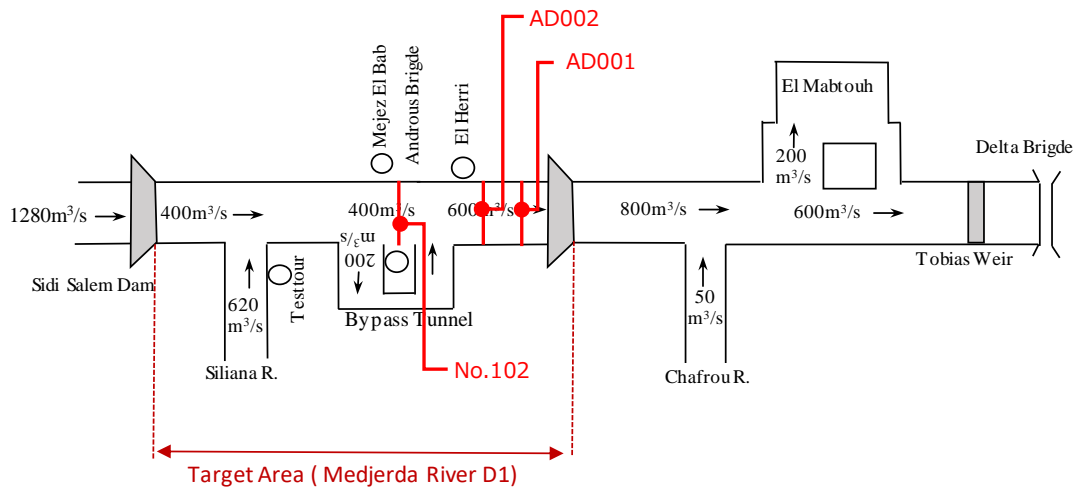 AD002
AD001
Mejez El Bab
Androus Brigde
El Herri
El Mabtouh
Delta Brigde
200
m³/s
1280m³/s
400m³/s
400m³/s
600m³/s
800m³/s
600m³/s
200
m³/s
Tobias Weir
Sidi Salem Dam
620
m³/s
Testtour
Bypass Tunnel
50
m³/s
Siliana R.
No.102
Chafrou R.
Target Area ( Medjerda River D1)